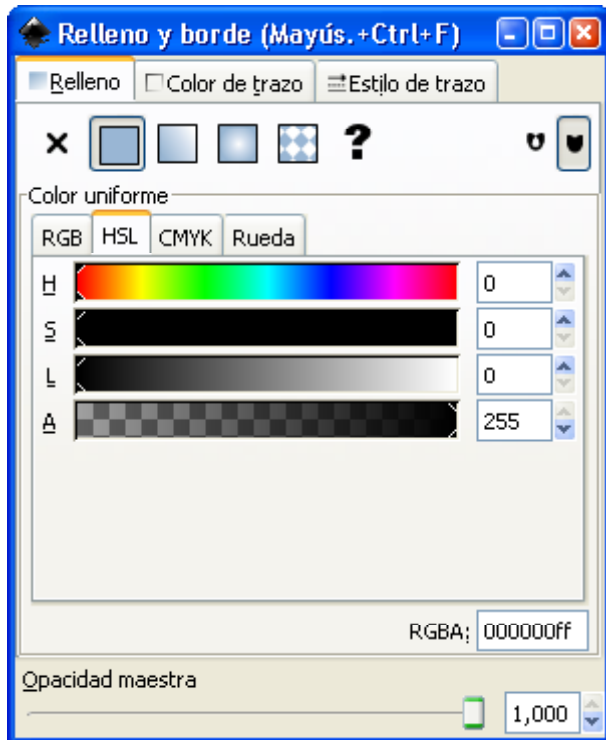 Relleno y borde (Mayús.+Ctrl+F)
Relleno Color de trazo Estilo de trazo
?
Color uniforme
RGB HSL CMYK Rueda
H 0
S 0
L 0
A 255
RGBA: 000000ff
Opacidad maestra
1,000